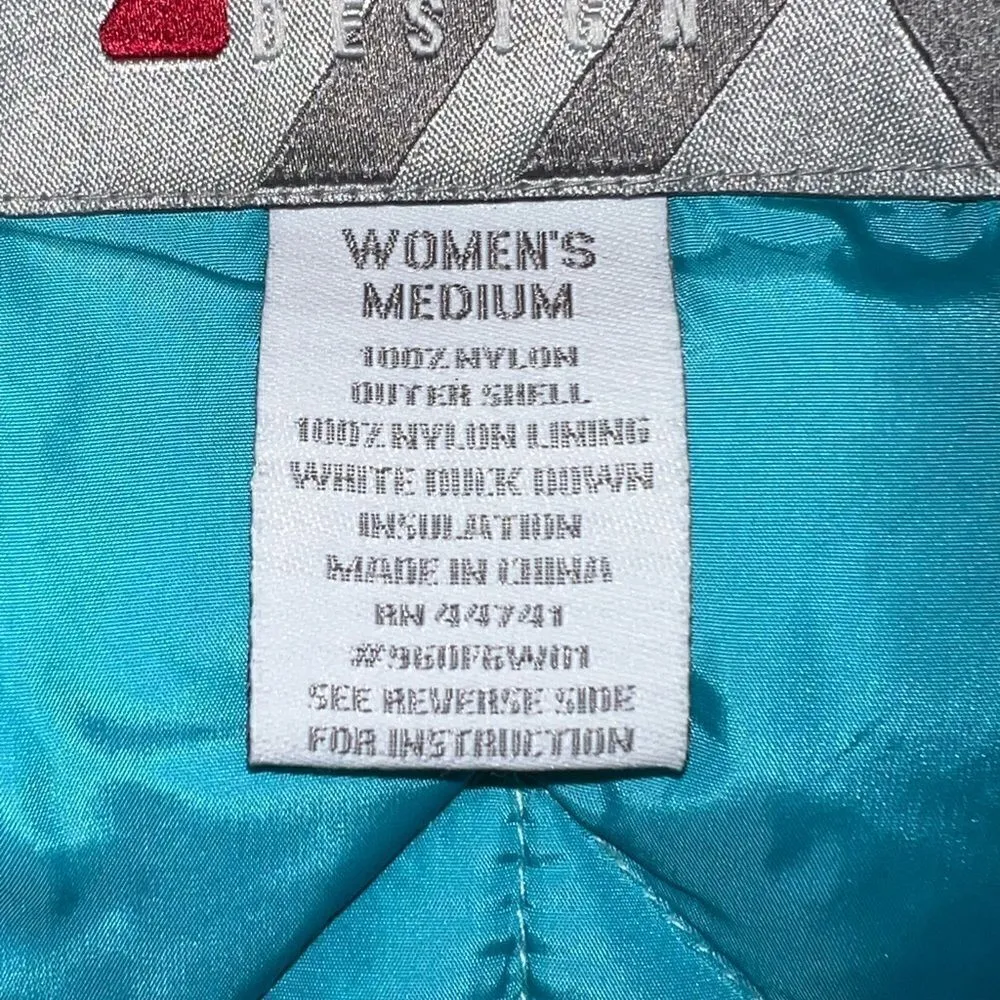 DESIGN
WOMEN'S
MEDIUM
100% NYLON
OUTER SHELL
100% NYLON LINING
WHITE DUCK DOWN
INSULATION
MADE IN CHINA
RN 44741
#960F6W01
SEE REVERSE SIDE
FOR INSTRUCTION